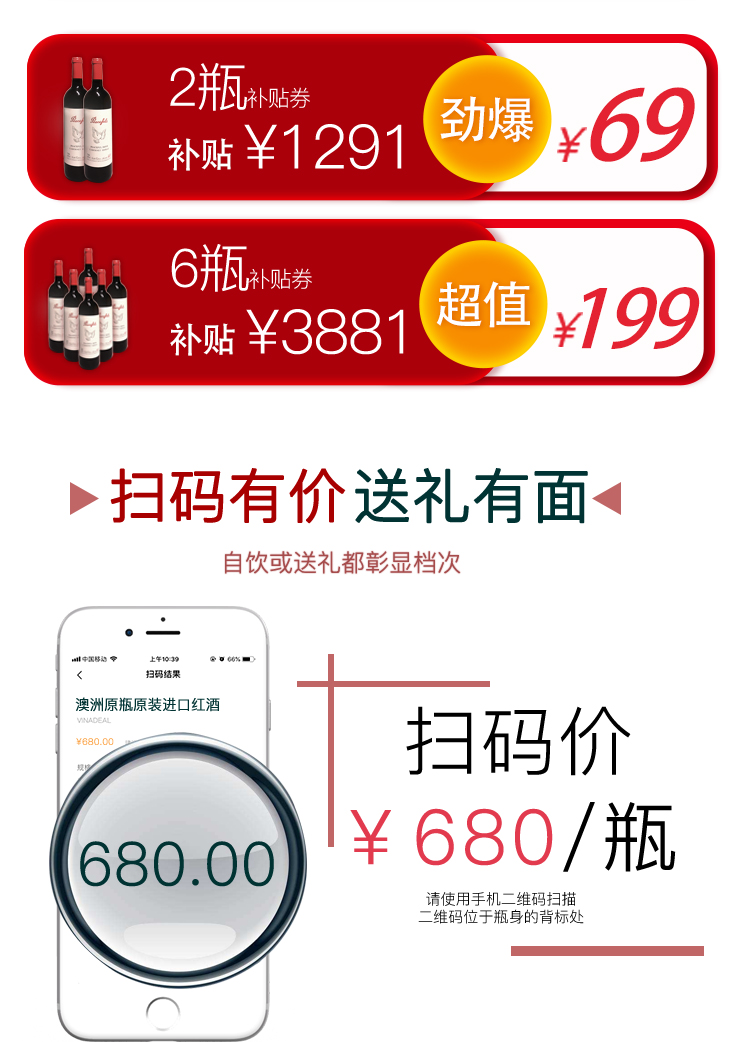 2瓶补贴券
补贴 ¥1291
劲爆
¥69
6瓶补贴券
补贴 ¥3881
超值
¥199
扫码有价 送礼有面
自饮或送礼都彰显档次
中国移动 上午10:39 66%
扫码结果
澳洲原瓶原装进口红酒
VINADEAL
¥680.00
680.00
扫码价
¥680/瓶
请使用手机二维码扫描
二维码位于瓶身的背标处